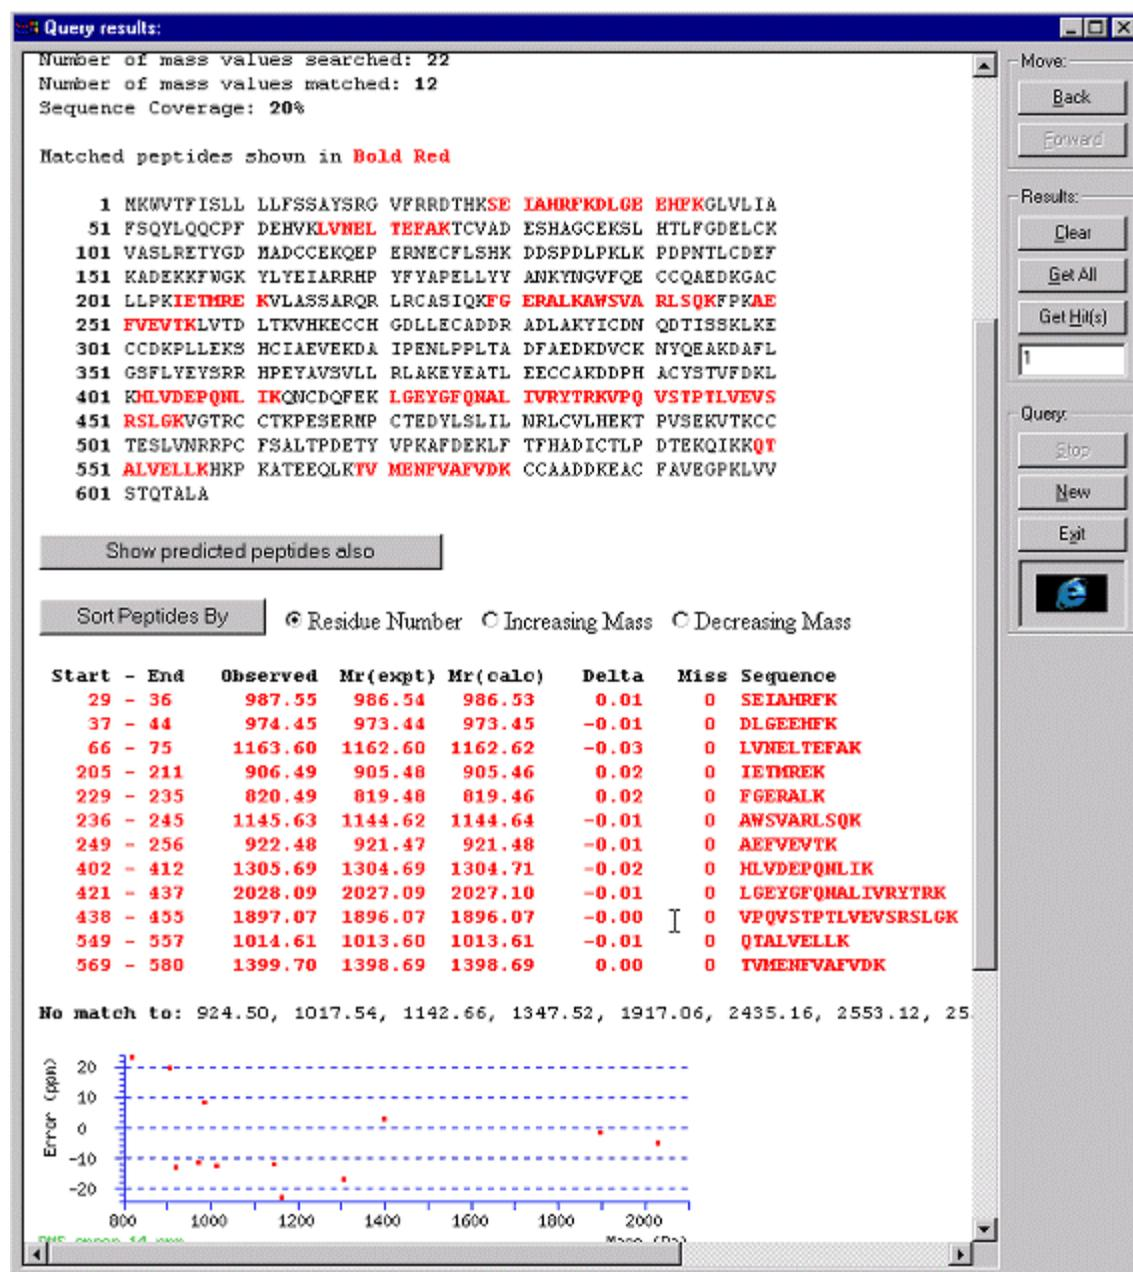 Query results:
Number of mass values searched: 22
Number of mass values matched: 12
Sequence Coverage: 20%
Matched peptides shown in Bold Red
1 MKWVTFISLL LLFSSAYSRG VFRRDTHKSE IAHRFKDLGE EHFKGLVLIA
51 FSQYLQQCPF DEHVKLVNEL TEFAKTCVAD ESHAGCEKSL HTLFGDELCK
101 VASLRETYGD MADCCEKQEP ERNECFLSHK DDSPDLPKLK PDPNTLCDEF
151 KADEKKFWGK YLYEIARRHP YFYAPELLYY ANKYNGVFQE CCQAEDKGAC
201 LLPKIETMRE KVLASSARQR LRCASIQKFG ERALKAWSVA RLSQKFPKAE
251 FVEVTKLVTD LTKVHKECCH GDLLECADDR ADLAKYICDN QDTISSKLKE
301 CCDKPLLEKS HCIAEVEKDA IPENLPPLTA DFAEDKDVCK NYQEAKDAFL
351 GSFLYEYSRR HPEYAVSVLL RLAKEYEATL EECCAKDDPH ACYSTVFDKL
401 KHLVDEPQNL IKQNCDQFEK LGEYGFQNAL IVRYTRKVPQ VSTPTLVEVS
451 RSLGKVGTRC CTKPESERMP CTEDYLSLIL NRLCVLHEKT PVSEKVTKCC
501 TESLVNRRPC FSALTPDETY VPKAFDEKLF TFHADICTLP DTEKQIKKQT
551 ALVELLKHKP KATEEQLKTV MENFVAFVDK CCAADDKEAC FAVEGPKLVV
601 STQTALA
Show predicted peptides also
Sort Peptides By Residue Number Increasing Mass Decreasing Mass
Start - End Observed Mr(expt) Mr(calc) Delta Miss Sequence
29 - 36 987.55 986.54 986.53 0.01 0 SEIAHRFK
37 - 44 974.45 973.44 973.45 -0.01 0 DLGEEHFK
66 - 75 1163.60 1162.60 1162.62 -0.03 0 LVNELTEFAK
205 - 211 906.49 905.48 905.46 0.02 0 IETMREK
229 - 235 820.49 819.48 819.46 0.02 0 FGERALK
236 - 245 1145.63 1144.62 1144.64 -0.01 0 AWSVARLSQK
249 - 256 922.48 921.47 921.48 -0.01 0 AEFVEVTK
402 - 412 1305.69 1304.69 1304.71 -0.02 0 HLVDEPQNLIK
421 - 437 2028.09 2027.09 2027.10 -0.01 0 LGEYGFQNALIVRYTRK
438 - 455 1897.07 1896.07 1896.07 -0.00 0 VPQVSTPTLVEVSRSLGK
549 - 557 1014.61 1013.60 1013.61 -0.01 0 QTALVELLK
569 - 580 1399.70 1398.69 1398.69 0.00 0 TVMENFVAFVDK
No match to: 924.50, 1017.54, 1142.66, 1347.52, 1917.06, 2435.16, 2553.12, 25
Error (ppm)
20
10
0
-10
-20
800 1000 1200 1400 1600 1800 2000
Move:
Back
Forward
Results:
Clear
Get All
Get Hit(s)
1
Query:
Stop
New
Exit